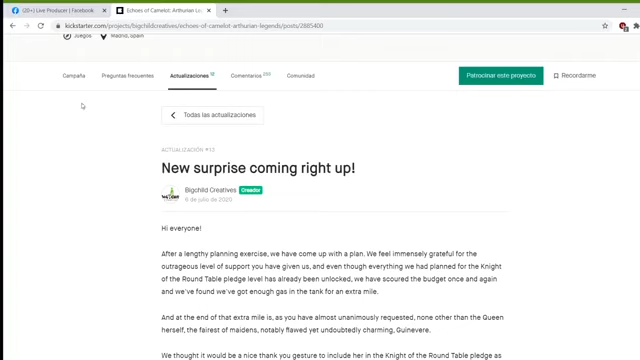 (20+) Live Producer | Facebook
Echoes of Camelot: Arthurian Leg
kickstarter.com/projects/bigchildcreatives/echoes-of-camelot-arthurian-legends/posts/2885400
Juegos
Madrid, Spain
Campaña
Preguntas frecuentes
Actualizaciones
Comentarios
Comunidad
Patrocinar este proyecto
Recordarme
Todas las actualizaciones
ACTUALIZACIÓN #13
New surprise coming right up!
Bigchild Creatives Creador
6 de julio de 2020
Hi everyone!
After a lengthy planning exercise, we have come up with a plan. We feel immensely grateful for the
outrageous level of support you have given us, and even though everything we had planned for the Knight
of the Round Table pledge level has already been unlocked, we have scoured the budget once and again
and we've found we've got enough gas in the tank for an extra mile.
And at the end of that extra mile is, as you have almost unanimously requested, none other than the Queen
herself, the fairest of maidens, notably flawed yet undoubtedly charming, Guinevere.
We thought it would be a nice thank you gesture to include her in the Knight of the Round Table pledge as